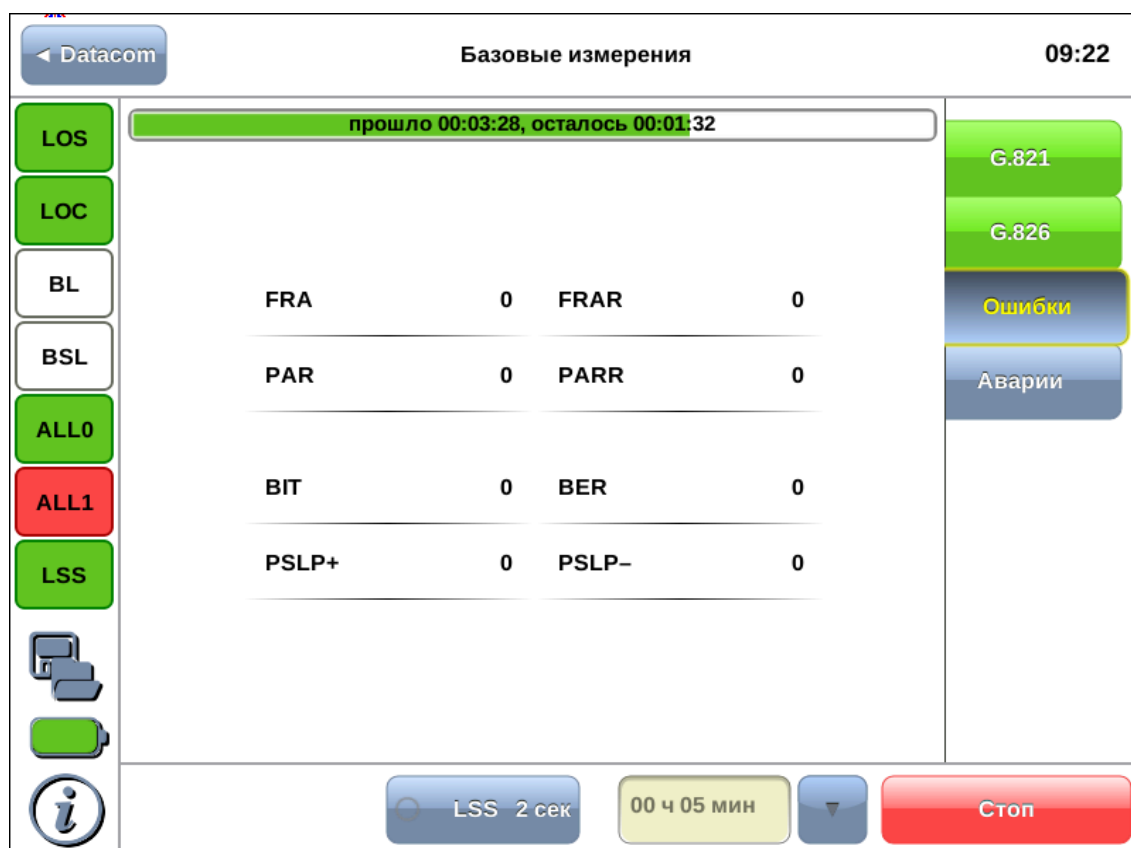 ◄ Datacom
Базовые измерения
09:22
LOS
LOC
BL
BSL
ALL0
ALL1
LSS
прошло 00:03:28, осталось 00:01:32
FRA 0 FRAR 0
PAR 0 PARR 0
BIT 0 BER 0
PSLP+ 0 PSLP– 0
G.821
G.826
Ошибки
Аварии
i
LSS 2 сек
00 ч 05 мин
▼
Стоп